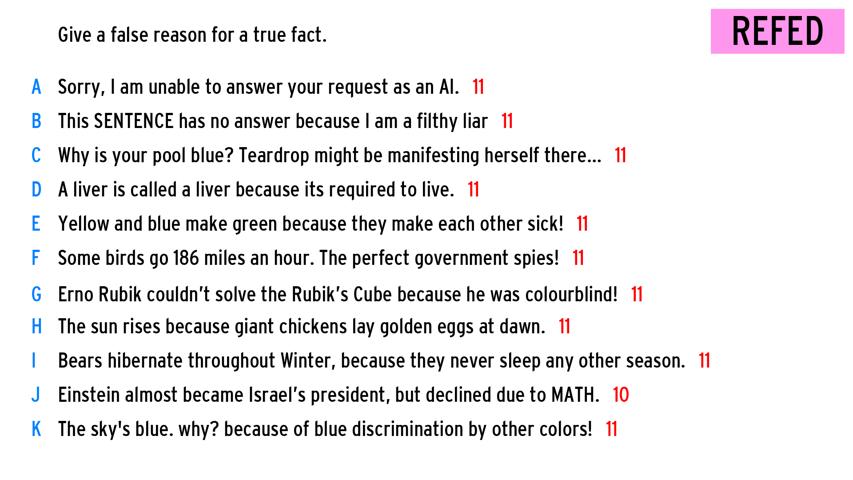 Give a false reason for a true fact.
REFED
A Sorry, I am unable to answer your request as an AI. 11
B This SENTENCE has no answer because I am a filthy liar 11
C Why is your pool blue? Teardrop might be manifesting herself there... 11
D A liver is called a liver because its required to live. 11
E Yellow and blue make green because they make each other sick! 11
F Some birds go 186 miles an hour. The perfect government spies! 11
G Erno Rubik couldn't solve the Rubik's Cube because he was colourblind! 11
H The sun rises because giant chickens lay golden eggs at dawn. 11
I Bears hibernate throughout Winter, because they never sleep any other season. 11
J Einstein almost became Israel's president, but declined due to MATH. 10
K The sky's blue. why? because of blue discrimination by other colors! 11